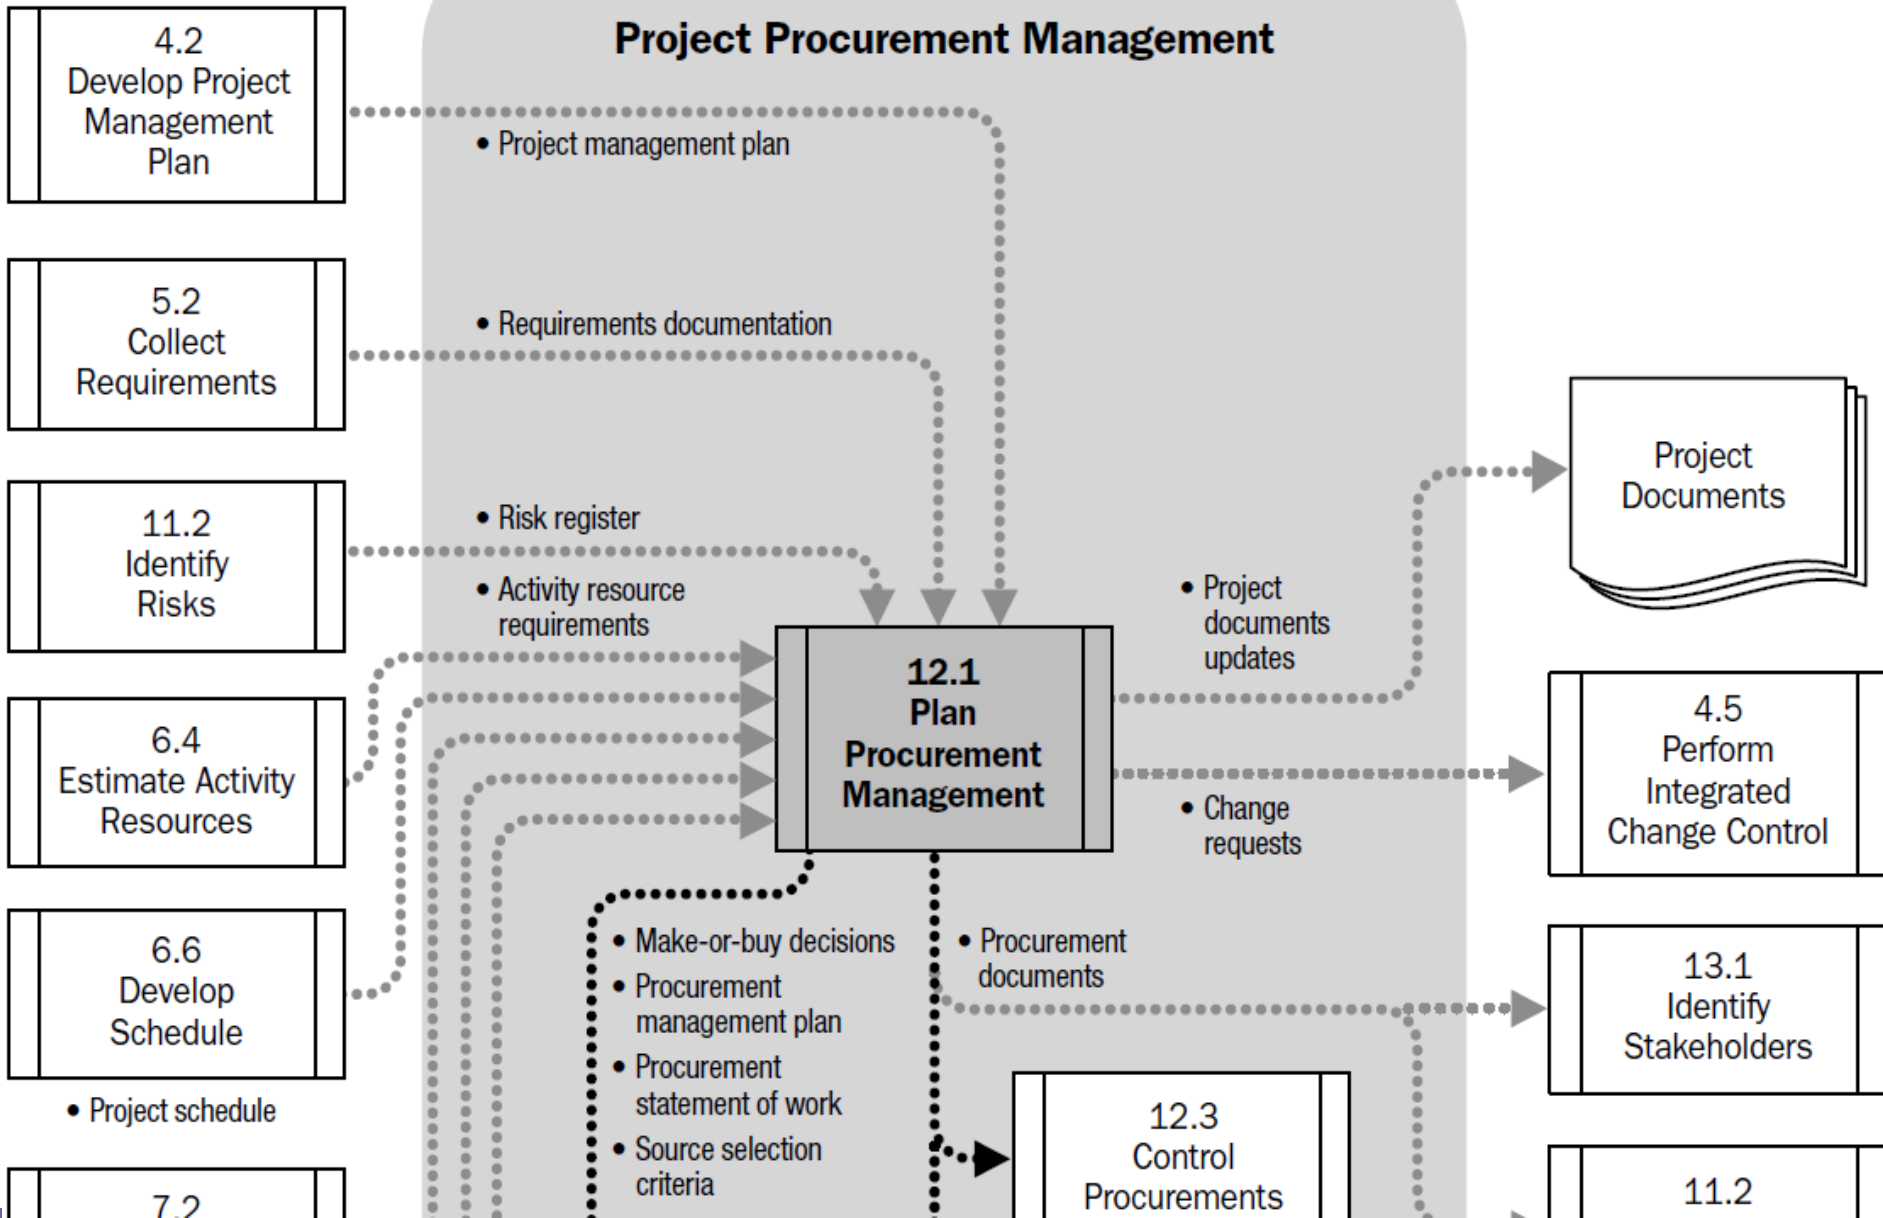 Project Procurement Management
4.2
Develop Project
Management
Plan
• Project management plan
5.2
Collect
Requirements
• Requirements documentation
11.2
Identify
Risks
• Risk register
• Activity resource
requirements
6.4
Estimate Activity
Resources
6.6
Develop
Schedule
• Project schedule
7.2
12.1
Plan
Procurement
Management
• Make-or-buy decisions
• Procurement
management plan
• Procurement
statement of work
• Source selection
criteria
• Procurement
documents
12.3
Control
Procurements
• Project
documents
updates
• Change
requests
Project
Documents
4.5
Perform
Integrated
Change Control
13.1
Identify
Stakeholders
11.2